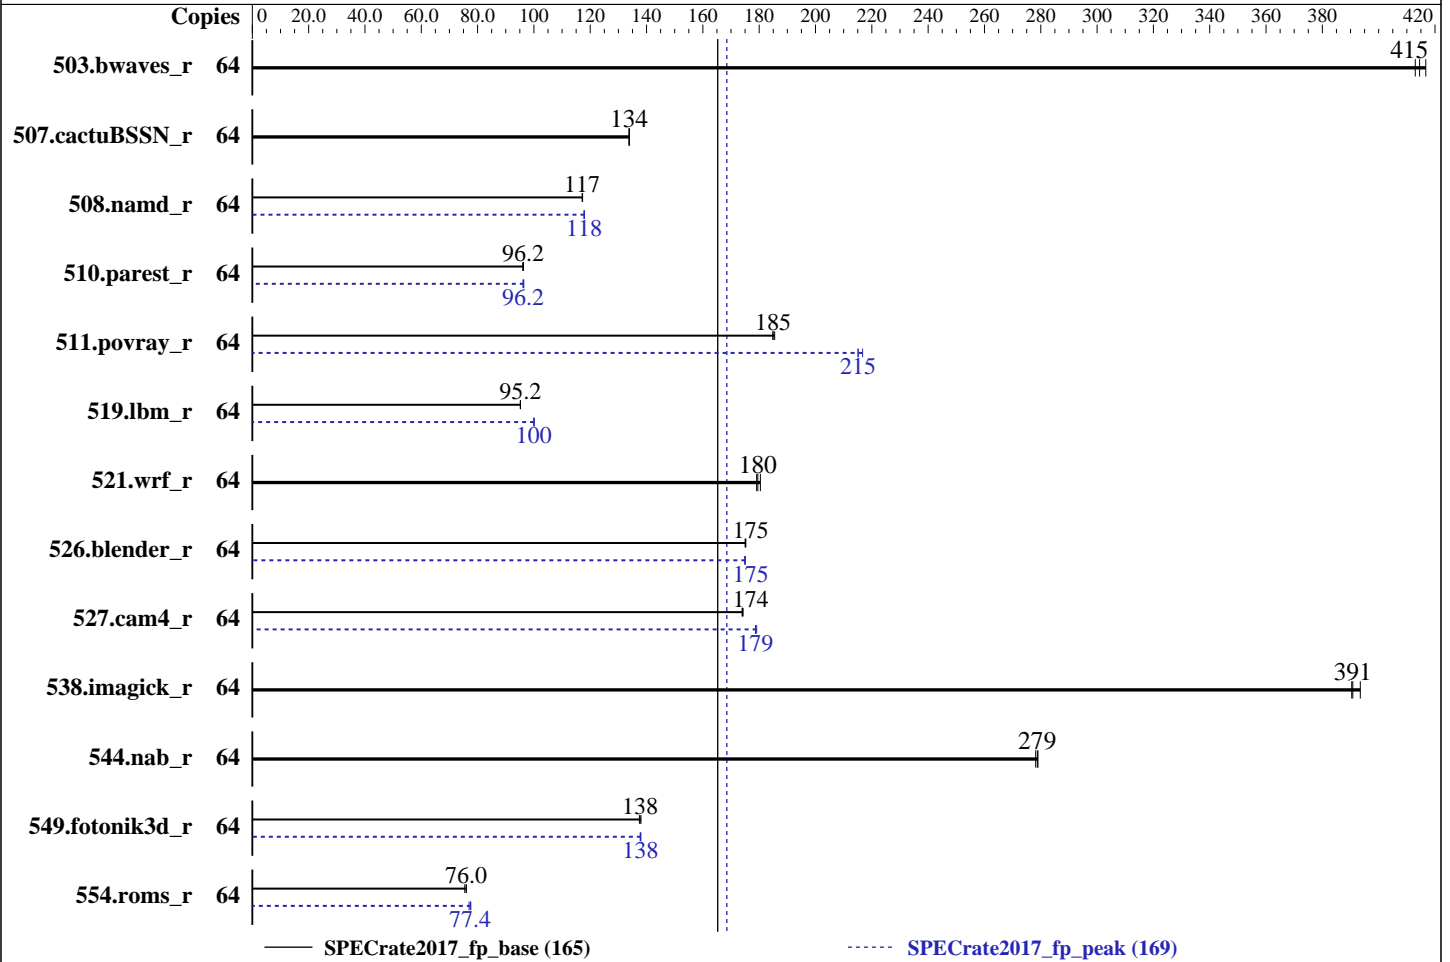 Copies 0 20.0 40.0 60.0 80.0 100 120 140 160 180 200 220 240 260 280 300 320 340 360 380 420
503.bwaves_r 64 415
507.cactuBSSN_r 64 134
508.namd_r 64 117
118
510.parest_r 64 96.2
96.2
511.povray_r 64 185
215
519.lbm_r 64 95.2
100
521.wrf_r 64 180
526.blender_r 64 175
175
527.cam4_r 64 174
179
538.imagick_r 64 391
544.nab_r 64 279
549.fotonik3d_r 64 138
138
554.roms_r 64 76.0
77.4
SPECrate2017_fp_base (165) SPECrate2017_fp_peak (169)